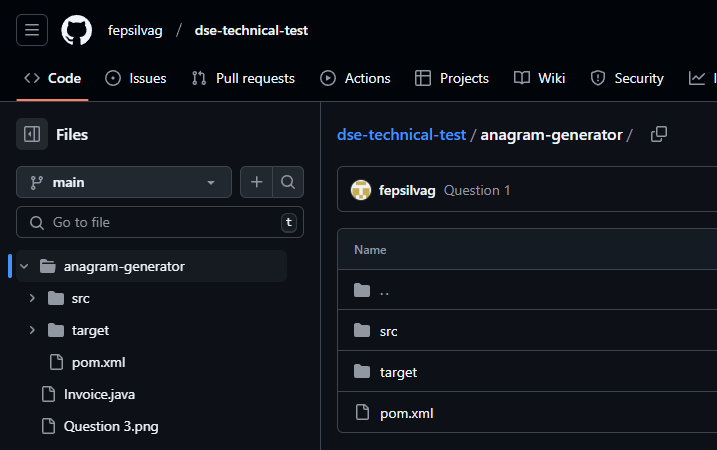 fepsilvag / dse-technical-test
Code Issues Pull requests Actions Projects Wiki Security
Files
main
Go to file t
anagram-generator
src
target
pom.xml
Invoice.java
Question 3.png
dse-technical-test / anagram-generator /
fepsilvag Question 1
Name
..
src
target
pom.xml